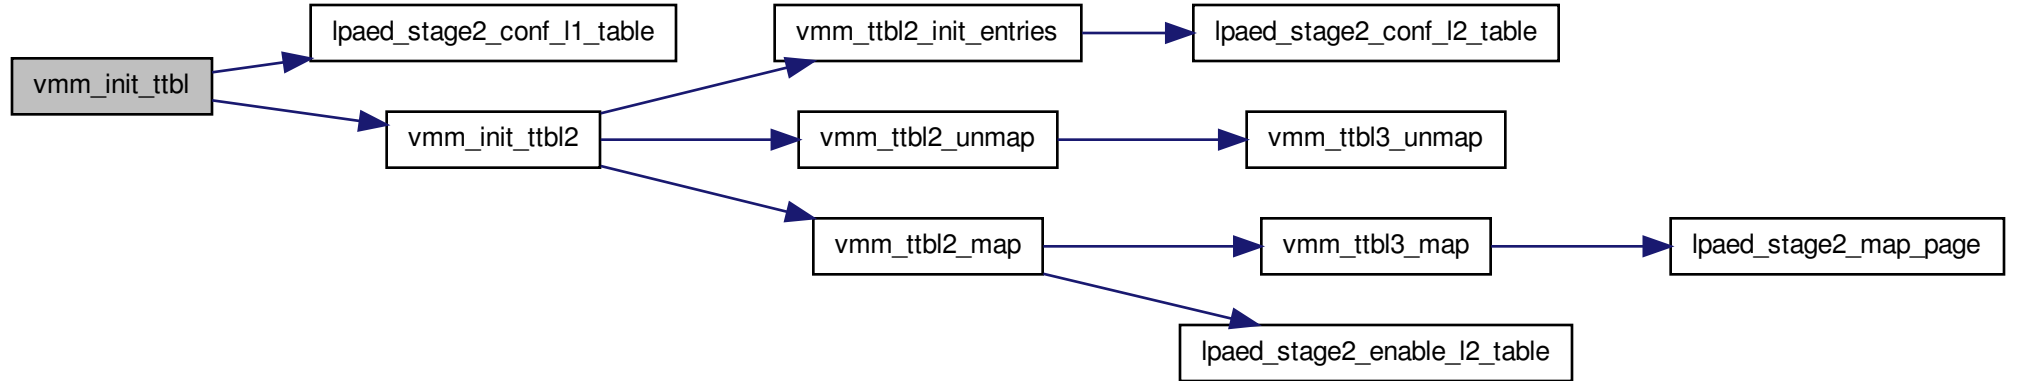 lpaed_stage2_conf_l1_table
vmm_ttbl2_init_entries
lpaed_stage2_conf_l2_table
vmm_init_ttbl
vmm_init_ttbl2
vmm_ttbl2_unmap
vmm_ttbl3_unmap
vmm_ttbl2_map
vmm_ttbl3_map
lpaed_stage2_map_page
lpaed_stage2_enable_l2_table